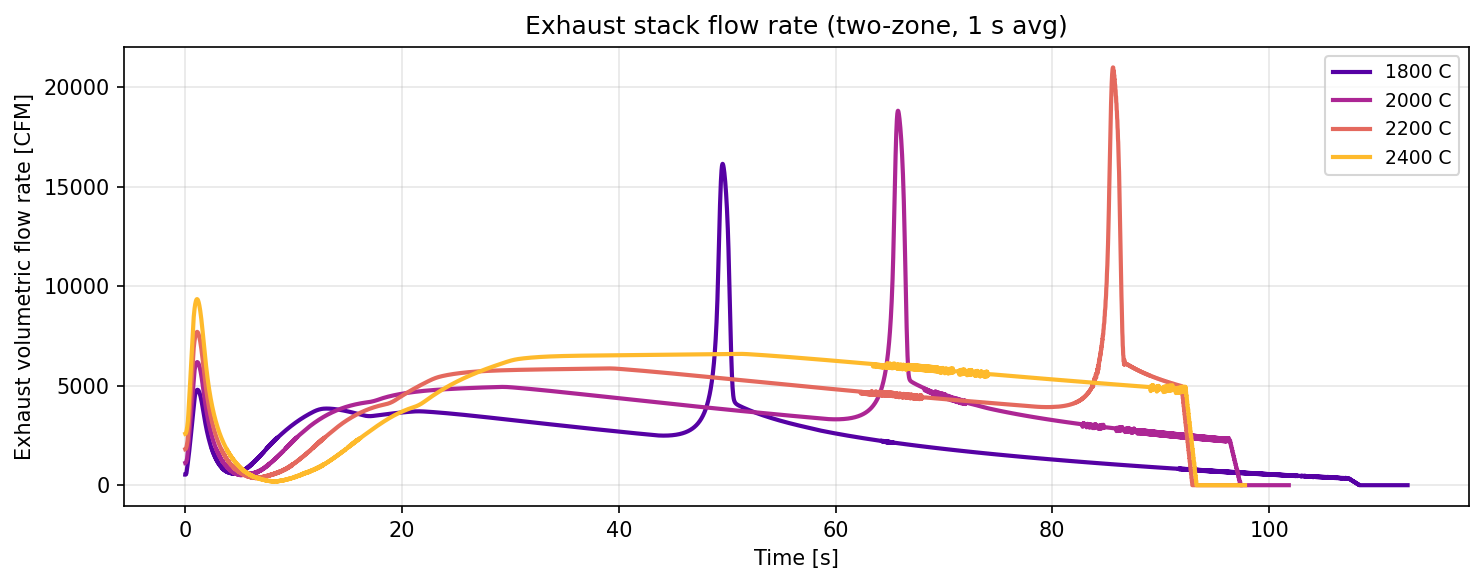 Exhaust stack flow rate (two-zone, 1 s avg)
Exhaust volumetric flow rate [CFM]
20000
15000
10000
5000
0
1800 C
2000 C
2200 C
2400 C
0 20 40 60 80 100
Time [s]